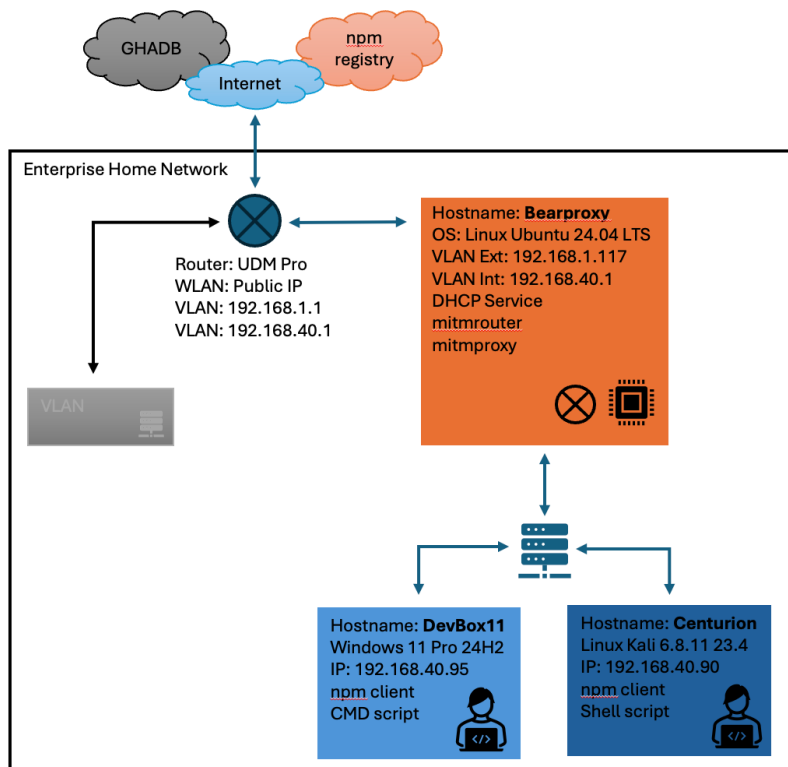 GHADB
npm
registry
Internet
Enterprise Home Network
Router: UDM Pro
WLAN: Public IP
VLAN: 192.168.1.1
VLAN: 192.168.40.1
Hostname: Bearproxy
OS: Linux Ubuntu 24.04 LTS
VLAN Ext: 192.168.1.117
VLAN Int: 192.168.40.1
DHCP Service
mitmrouter
mitmproxy
VLAN
Hostname: DevBox11
Windows 11 Pro 24H2
IP: 192.168.40.95
npm client
CMD script
Hostname: Centurion
Linux Kali 6.8.11 23.4
IP: 192.168.40.90
npm client
Shell script